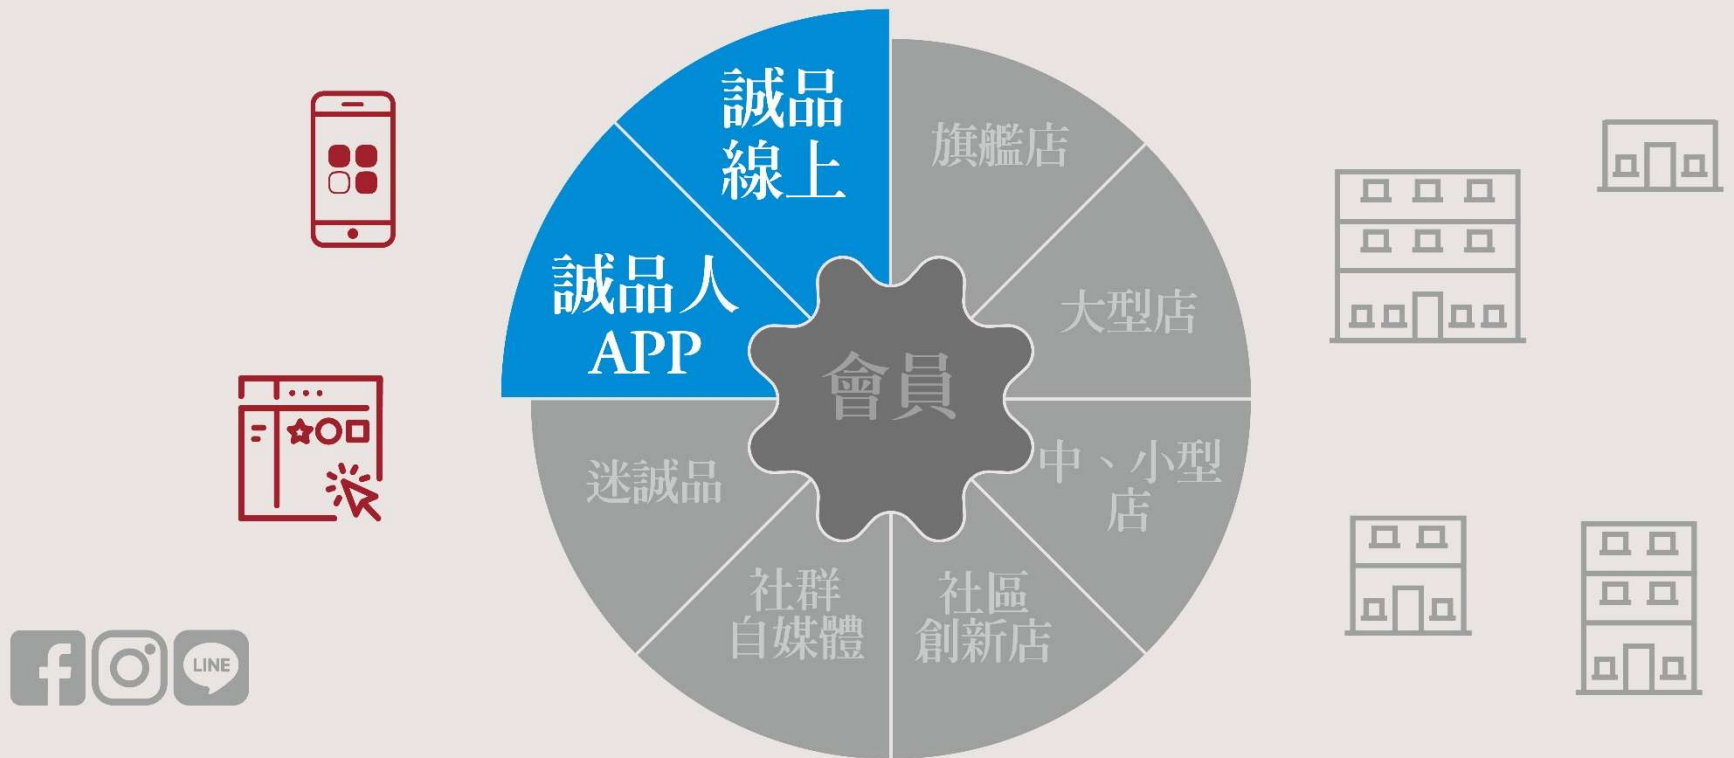 誠品
線上
旗艦店
大型店
誠品人
APP
會員
中、小型
店
迷誠品
社群
自媒體
社區
創新店
f
LINE